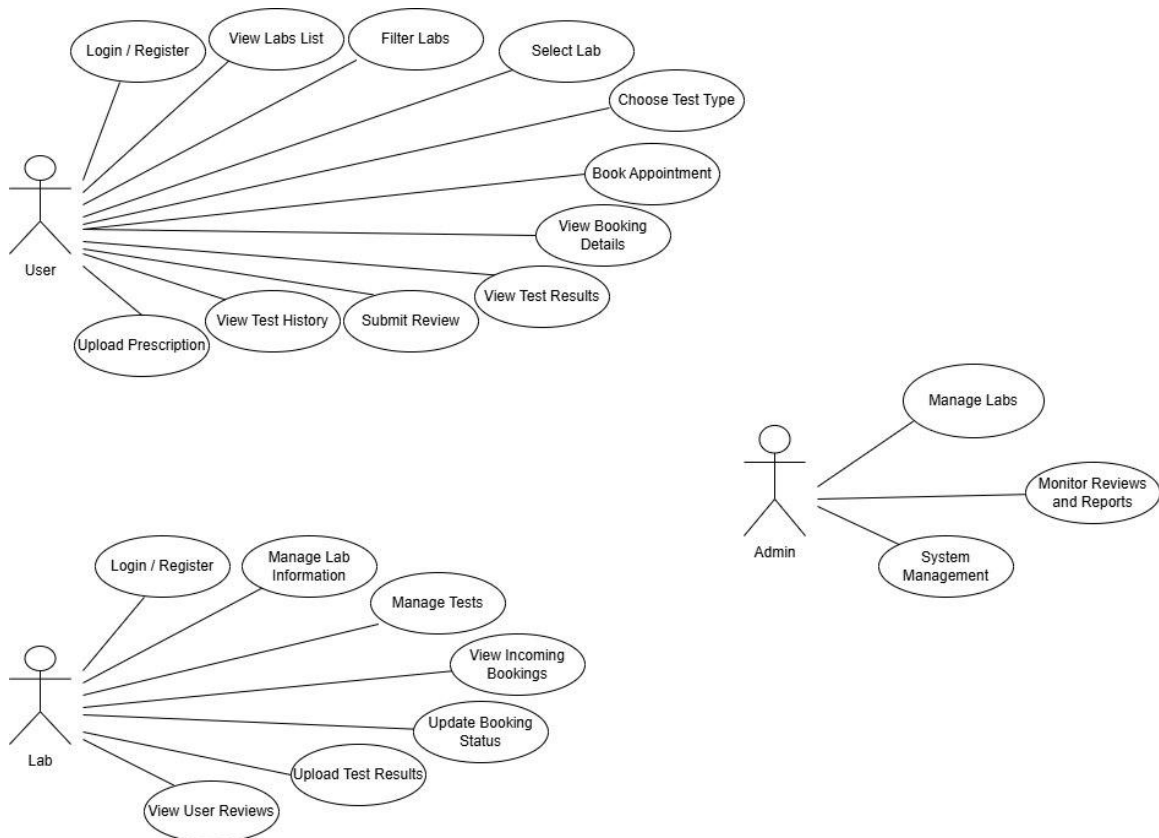 Login / Register
View Labs List
Filter Labs
Select Lab
Choose Test Type
Book Appointment
View Booking
Details
View Test Results
Submit Review
View Test History
Upload Prescription
User
Manage Labs
Monitor Reviews
and Reports
System
Management
Admin
Login / Register
Manage Lab
Information
Manage Tests
View Incoming
Bookings
Update Booking
Status
Upload Test Results
View User Reviews
Lab